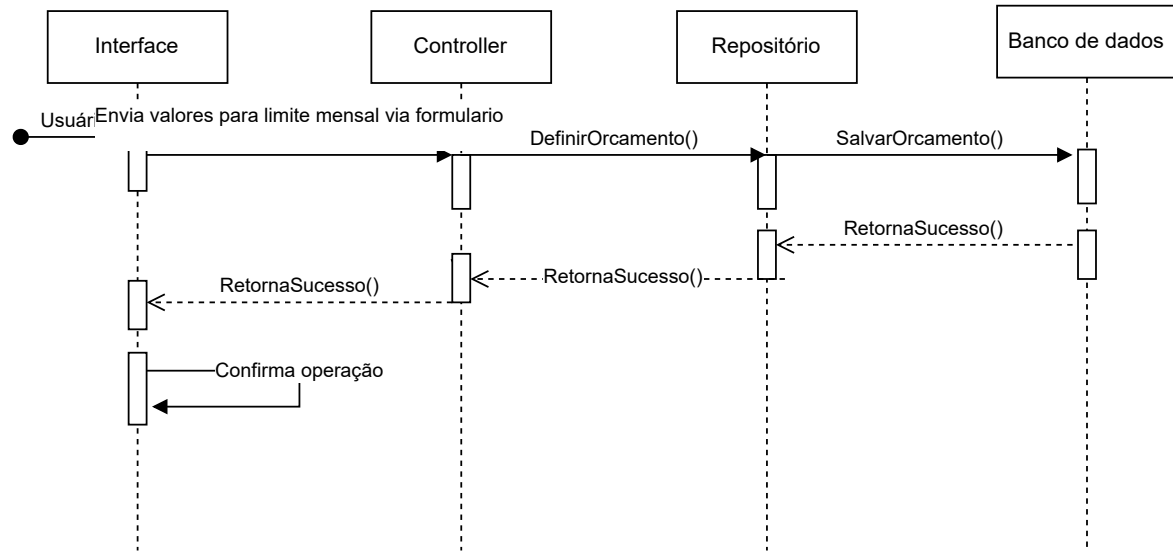 Interface
Controller
Repositório
Banco de dados
Envia valores para limite mensal via formulario
DefinirOrcamento()
SalvarOrcamento()
RetornaSucesso()
RetornaSucesso()
RetornaSucesso()
Confirma operação